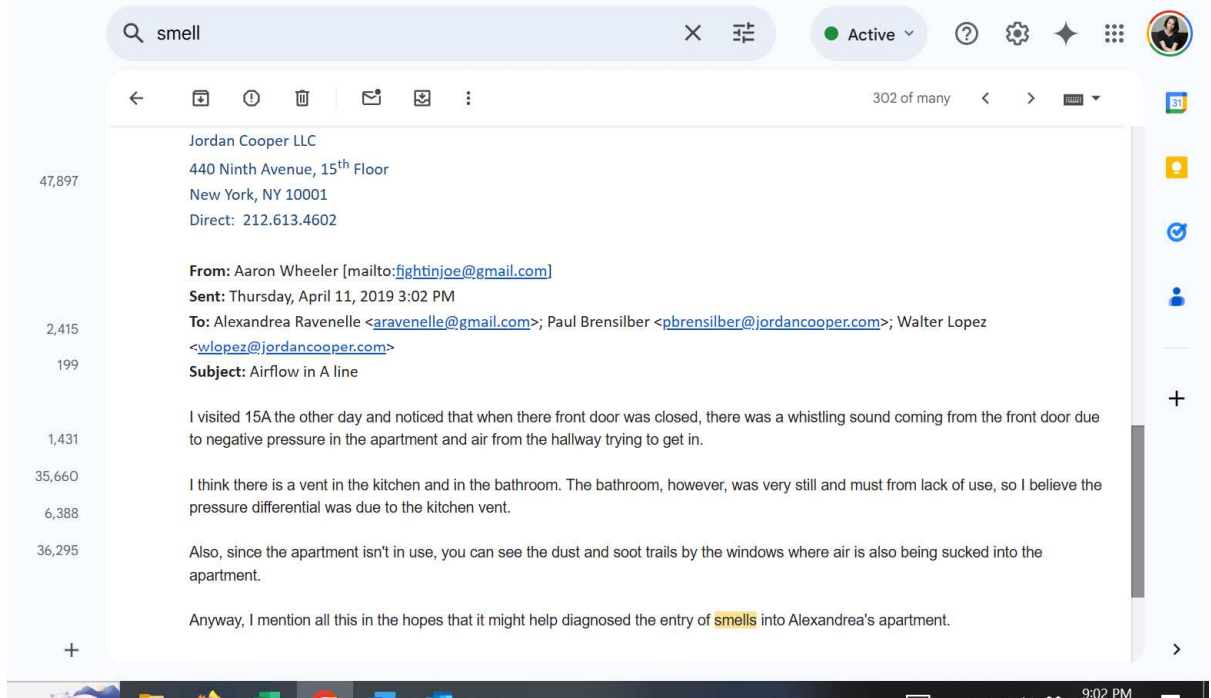 smell
Active
302 of many
31
Jordan Cooper LLC
440 Ninth Avenue, 15th Floor
47,897
New York, NY 10001
Direct: 212.613.4602
From: Aaron Wheeler [mailto:fightinjoe@gmail.com]
Sent: Thursday, April 11, 2019 3:02 PM
2,415
To: Alexandrea Ravenelle <aravenelle@gmail.com>; Paul Brensilber <pbrensilber@jordancooper.com>; Walter Lopez
<wlopez@jordancooper.com>
199
Subject: Airflow in A line
I visited 15A the other day and noticed that when there front door was closed, there was a whistling sound coming from the front door due
1,431
to negative pressure in the apartment and air from the hallway trying to get in.
35,660
I think there is a vent in the kitchen and in the bathroom. The bathroom, however, was very still and must from lack of use, so I believe the
6,388
pressure differential was due to the kitchen vent.
36,295
Also, since the apartment isn't in use, you can see the dust and soot trails by the windows where air is also being sucked into the
apartment.
Anyway, I mention all this in the hopes that it might help diagnosed the entry of smells into Alexandrea's apartment.
9:02 PM